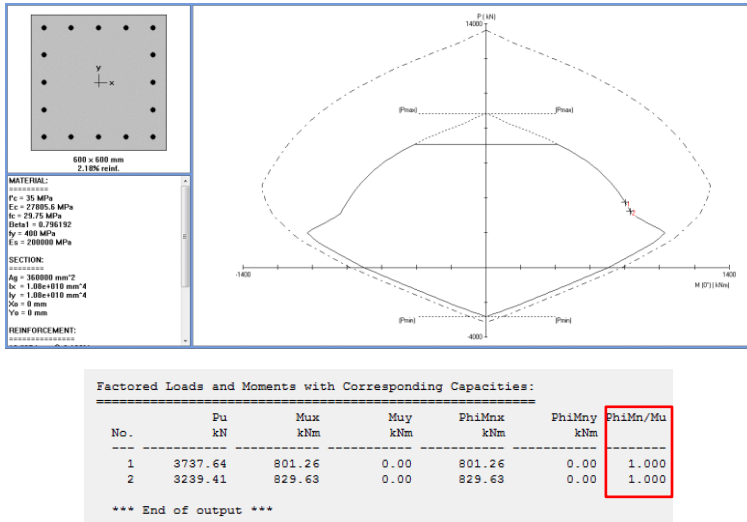 P ( kN)
14000
y
x
600 x 600 mm
2.18% reinf.
MATERIAL:
=========
f'c = 35 MPa
Ec = 27805.6 MPa
fc = 29.75 MPa
Beta1 = 0.796192
fy = 400 MPa
Es = 200000 MPa
SECTION:
========
Ag = 360000 mm^2
Ix = 1.08e+010 mm^4
Iy = 1.08e+010 mm^4
Xo = 0 mm
Yo = 0 mm
REINFORCEMENT:
==============
(Pmax) (Pmax)
1
2
-1400 1400
M (0°) ( kNm)
(Pmin) (Pmin)
-4000
Factored Loads and Moments with Corresponding Capacities:
=========================================================
Pu Mux Muy PhiMnx PhiMny PhiMn/Mu
No. kN kNm kNm kNm kNm
--- ------------ ----------- ----------- ----------- ----------- --------
1 3737.64 801.26 0.00 801.26 0.00 1.000
2 3239.41 829.63 0.00 829.63 0.00 1.000
*** End of output ***